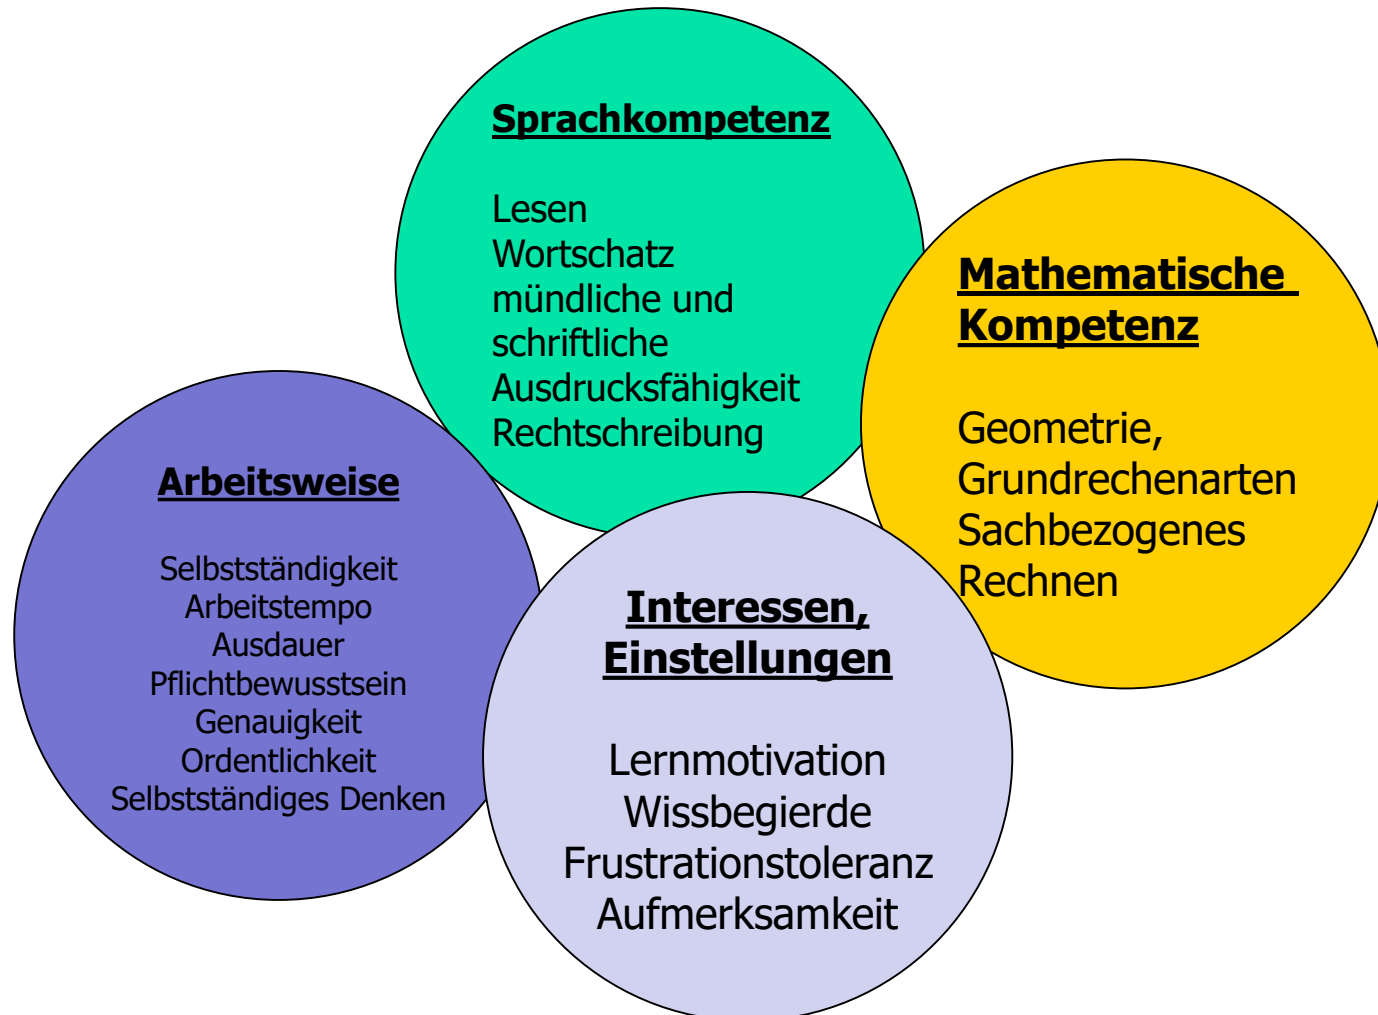 Sprachkompetenz
Lesen
Wortschatz
mündliche und
schriftliche
Ausdrucksfähigkeit
Rechtschreibung
Mathematische
Kompetenz
Geometrie,
Grundrechenarten
Sachbezogenes
Rechnen
Arbeitsweise
Selbstständigkeit
Arbeitstempo
Ausdauer
Pflichtbewusstsein
Genauigkeit
Ordentlichkeit
Selbstständiges Denken
Interessen,
Einstellungen
Lernmotivation
Wissbegierde
Frustrationstoleranz
Aufmerksamkeit